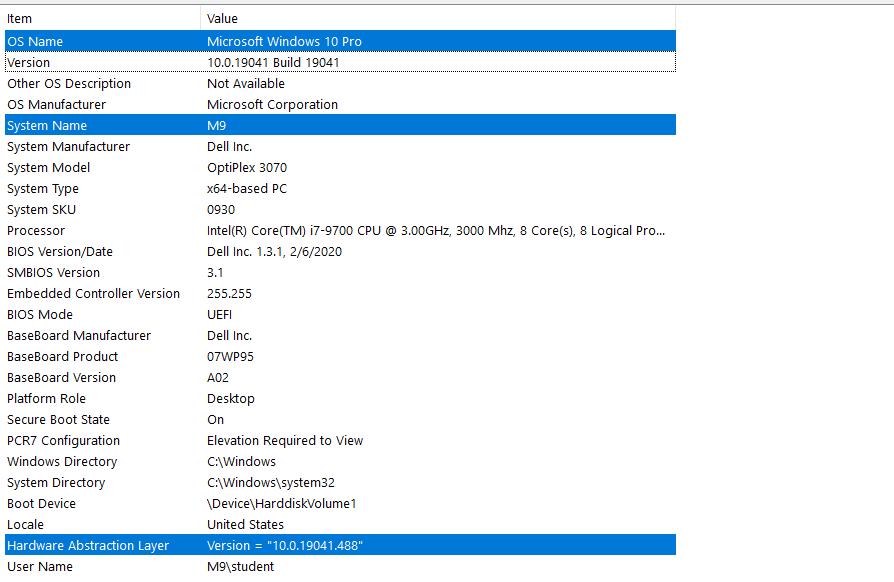 Item Value
OS Name Microsoft Windows 10 Pro
Version 10.0.19041 Build 19041
Other OS Description Not Available
OS Manufacturer Microsoft Corporation
System Name M9
System Manufacturer Dell Inc.
System Model OptiPlex 3070
System Type x64-based PC
System SKU 0930
Processor Intel(R) Core(TM) i7-9700 CPU @ 3.00GHz, 3000 Mhz, 8 Core(s), 8 Logical Pro...
BIOS Version/Date Dell Inc. 1.3.1, 2/6/2020
SMBIOS Version 3.1
Embedded Controller Version 255.255
BIOS Mode UEFI
BaseBoard Manufacturer Dell Inc.
BaseBoard Product 07WP95
BaseBoard Version A02
Platform Role Desktop
Secure Boot State On
PCR7 Configuration Elevation Required to View
Windows Directory C:\Windows
System Directory C:\Windows\system32
Boot Device \Device\HarddiskVolume1
Locale United States
Hardware Abstraction Layer Version = "10.0.19041.488"
User Name M9\student